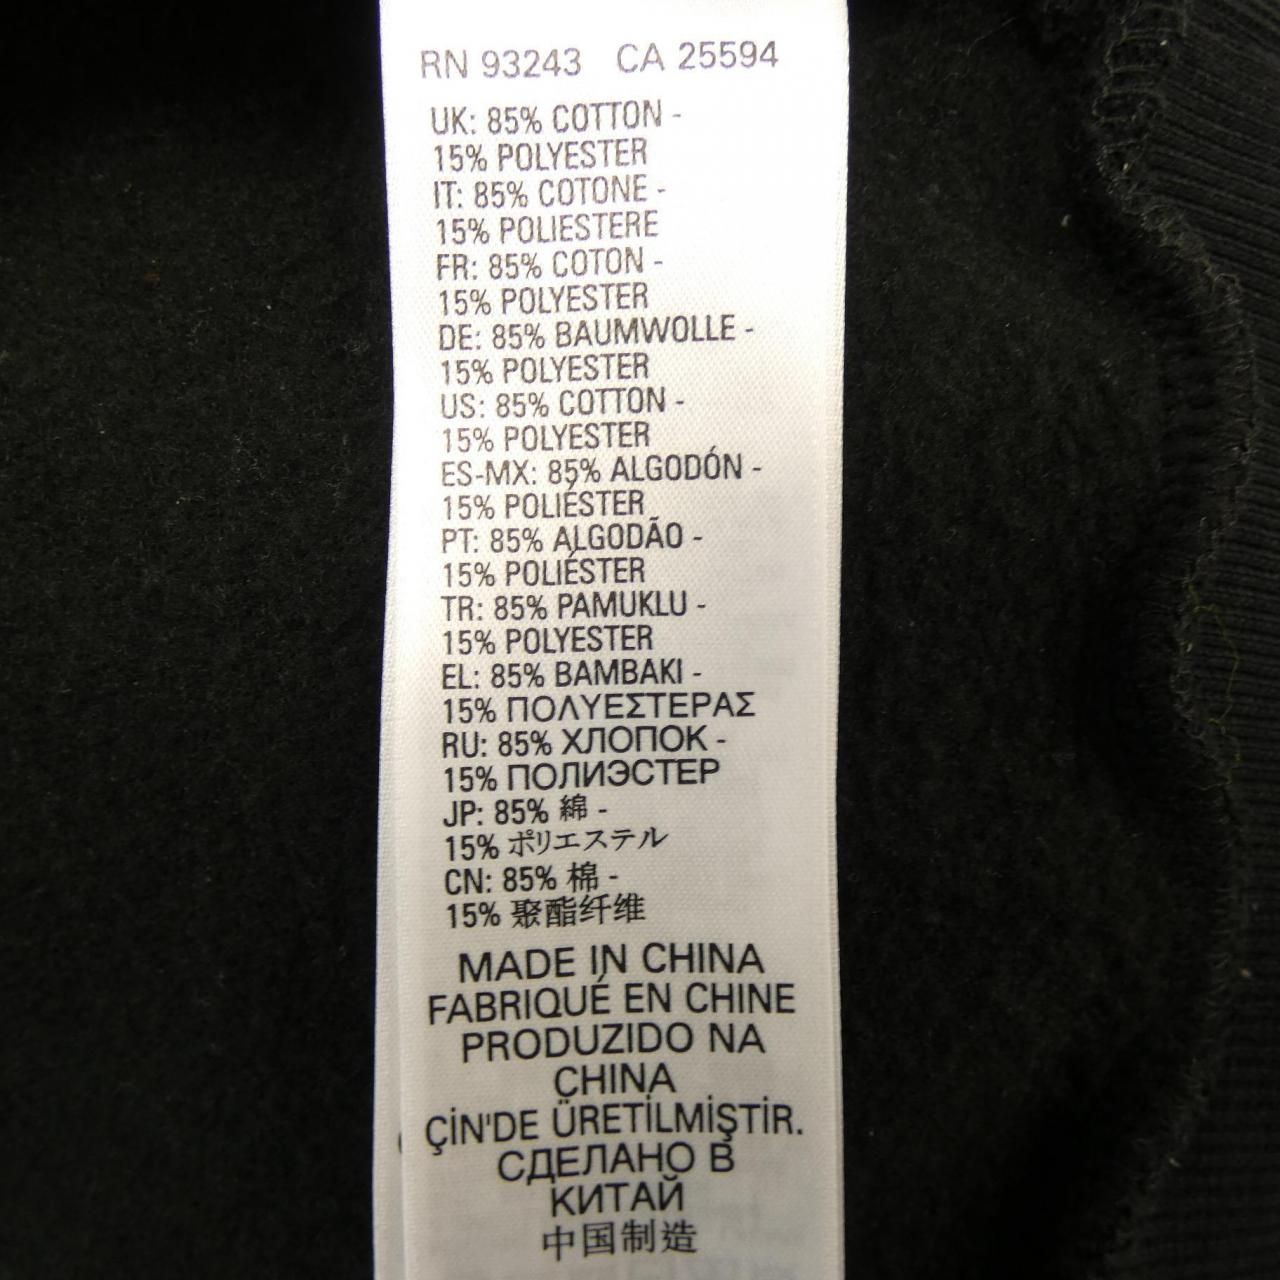 RN 93243 CA 25594
UK: 85% COTTON -
15% POLYESTER
IT: 85% COTONE -
15% POLIESTERE
FR: 85% COTON -
15% POLYESTER
DE: 85% BAUMWOLLE -
15% POLYESTER
US: 85% COTTON -
15% POLYESTER
ES-MX: 85% ALGODÓN -
15% POLIÉSTER
PT: 85% ALGODÃO -
15% POLIÉSTER
TR: 85% PAMUKLU -
15% POLYESTER
EL: 85% BAMBAKI -
15% ΠΟΛΥΕΣΤΕΡΑΣ
RU: 85% ХЛОПОК -
15% ПОЛИЭСТЕР
JP: 85% 綿 -
15% ポリエステル
CN: 85% 棉 -
15% 聚酯纤维
MADE IN CHINA
FABRIQUÉ EN CHINE
PRODUZIDO NA
CHINA
ÇİN'DE ÜRETİLMİŞTİR.
СДЕЛАНО В
КИТАЙ
中国制造